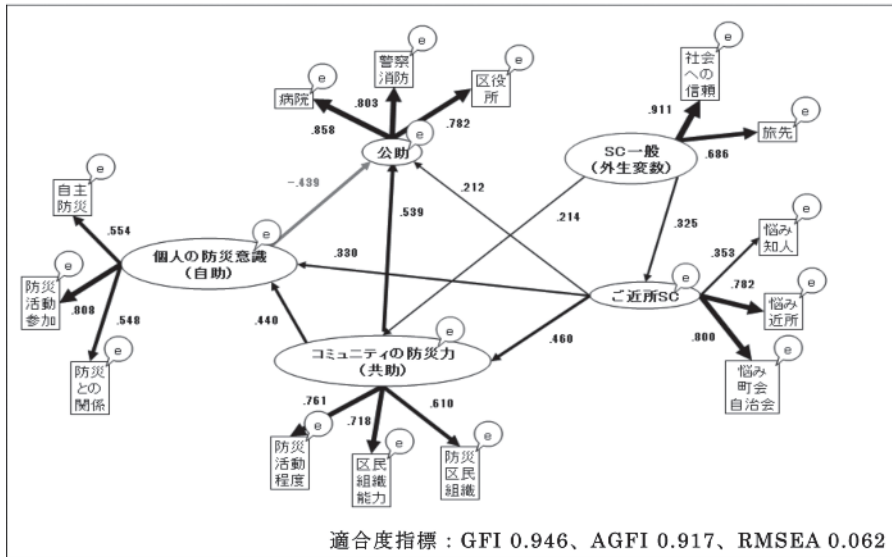 e
警察
消防
e
病院
.858
.803
e
区役
所
.782
e
公助
e
社会
への
信頼
.911
e
旅先
.686
SC一般
(外生変数)
-.439
.539
.212
.214
.325
e
自主
防災
.554
e
個人の防災意識
(自助)
e
防災
活動
参加
.808
.548
e
防災
との
関係
.330
.440
.460
e
ご近所SC
e
悩み
知人
.353
e
悩み
近所
.782
e
悩み
町会
自治会
.800
e
コミュニティの防災力
(共助)
.761
.718
.610
e
防災
活動
程度
e
区民
組織
能力
e
防災
区民
組織
適合度指標:GFI 0.946、AGFI 0.917、RMSEA 0.062